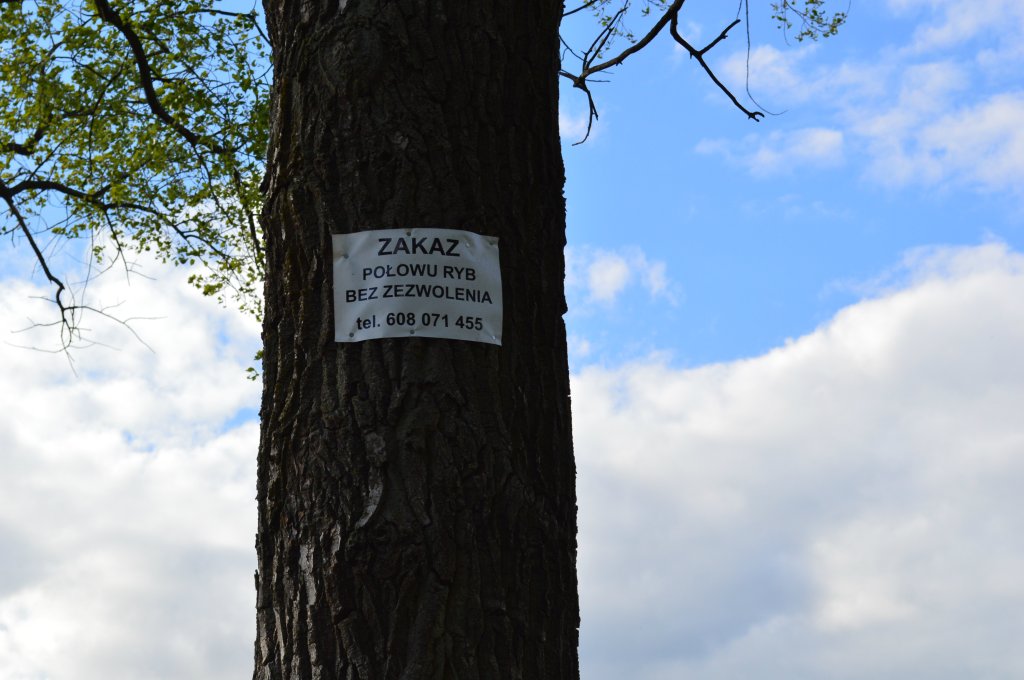 ZAKAZ
POŁOWU RYB
BEZ ZEZWOLENIA
tel. 608 071 455